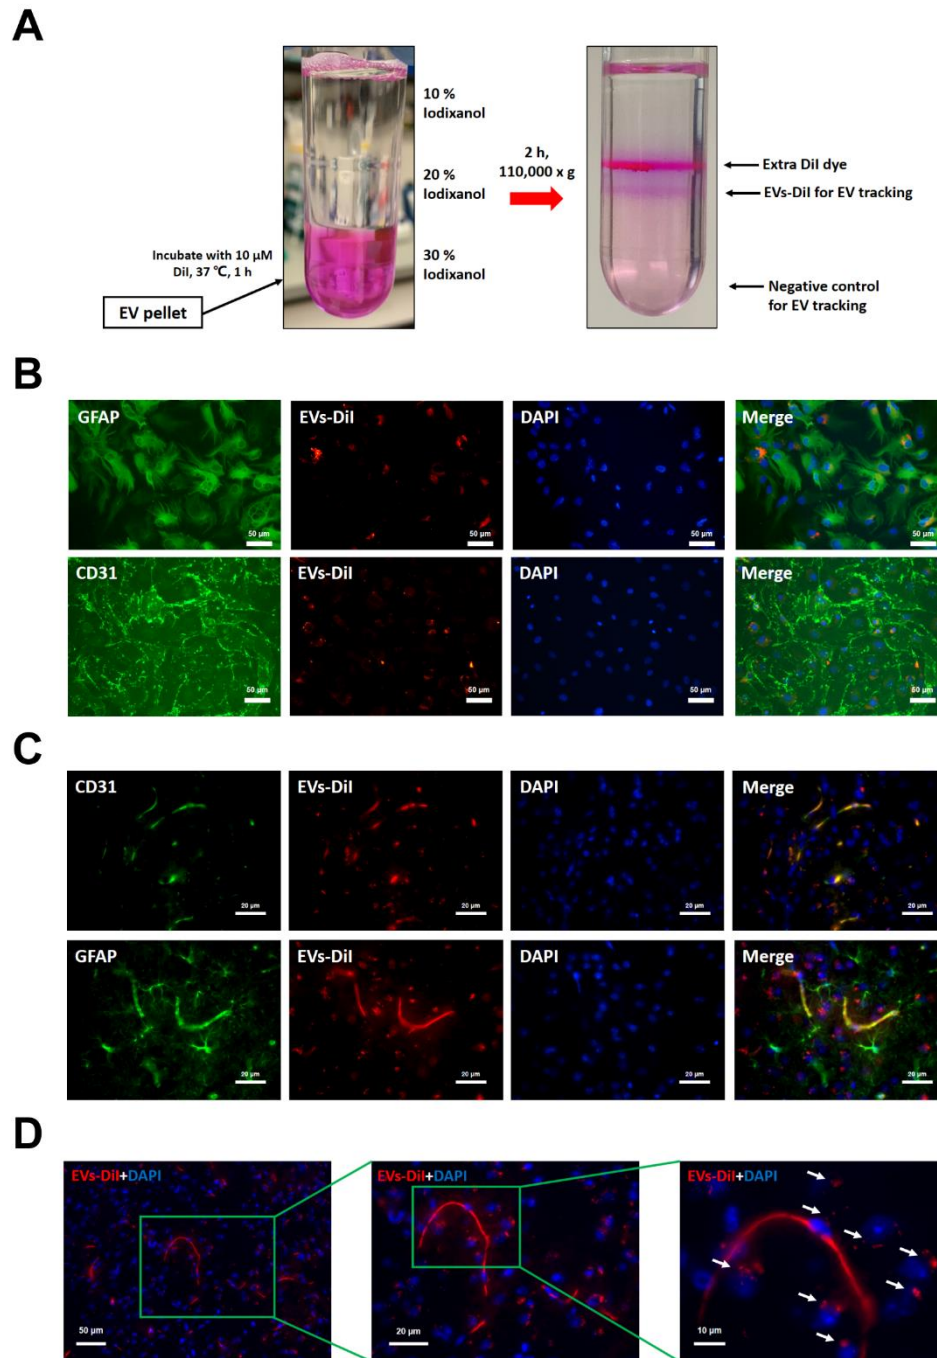 A
10 %
Iodixanol
20 %
Iodixanol
30 %
Iodixanol
Incubate with 10 µM
DiI, 37 ℃, 1 h
EV pellet
2 h,
110,000 x g
Extra DiI dye
EVs-DiI for EV tracking
Negative control
for EV tracking
B
GFAP
50 µm
EVs-DiI
50 µm
DAPI
50 µm
Merge
50 µm
CD31
50 µm
EVs-DiI
50 µm
DAPI
50 µm
Merge
50 µm
C
CD31
20 µm
EVs-DiI
20 µm
DAPI
20 µm
Merge
20 µm
GFAP
20 µm
EVs-DiI
20 µm
DAPI
20 µm
Merge
20 µm
D
EVs-DiI+DAPI
50 µm
EVs-DiI+DAPI
20 µm
EVs-DiI+DAPI
10 µm